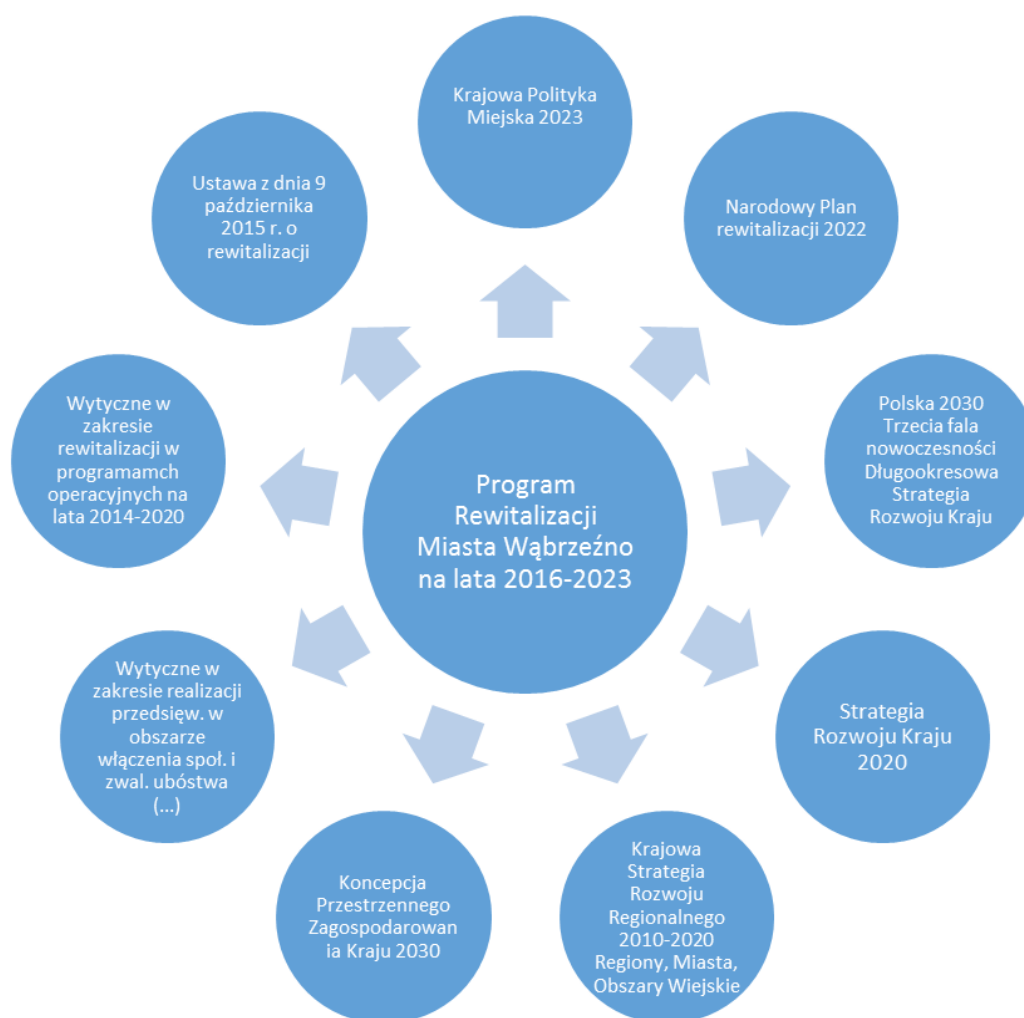 Krajowa Polityka
Miejska 2023
Narodowy Plan
rewitalizacji 2022
Polska 2030
Trzecia fala
nowoczesności
Długookresowa
Strategia
Rozwoju Kraju
Strategia
Rozwoju Kraju
2020
Krajowa
Strategia
Rozwoju
Regionalnego
2010-2020
Regiony, Miasta,
Obszary Wiejskie
Koncepcja
Przestrzennego
Zagospodarowan
ia Kraju 2030
Wytyczne w
zakresie realizacji
przedsięw. w
obszarze
włączenia społ. i
zwal. ubóstwa
(...)
Wytyczne w
zakresie
rewitalizacji w
programamch
operacyjnych na
lata 2014-2020
Ustawa z dnia 9
października
2015 r. o
rewitalizacji
Program
Rewitalizacji
Miasta Wąbrzeźno
na lata 2016-2023